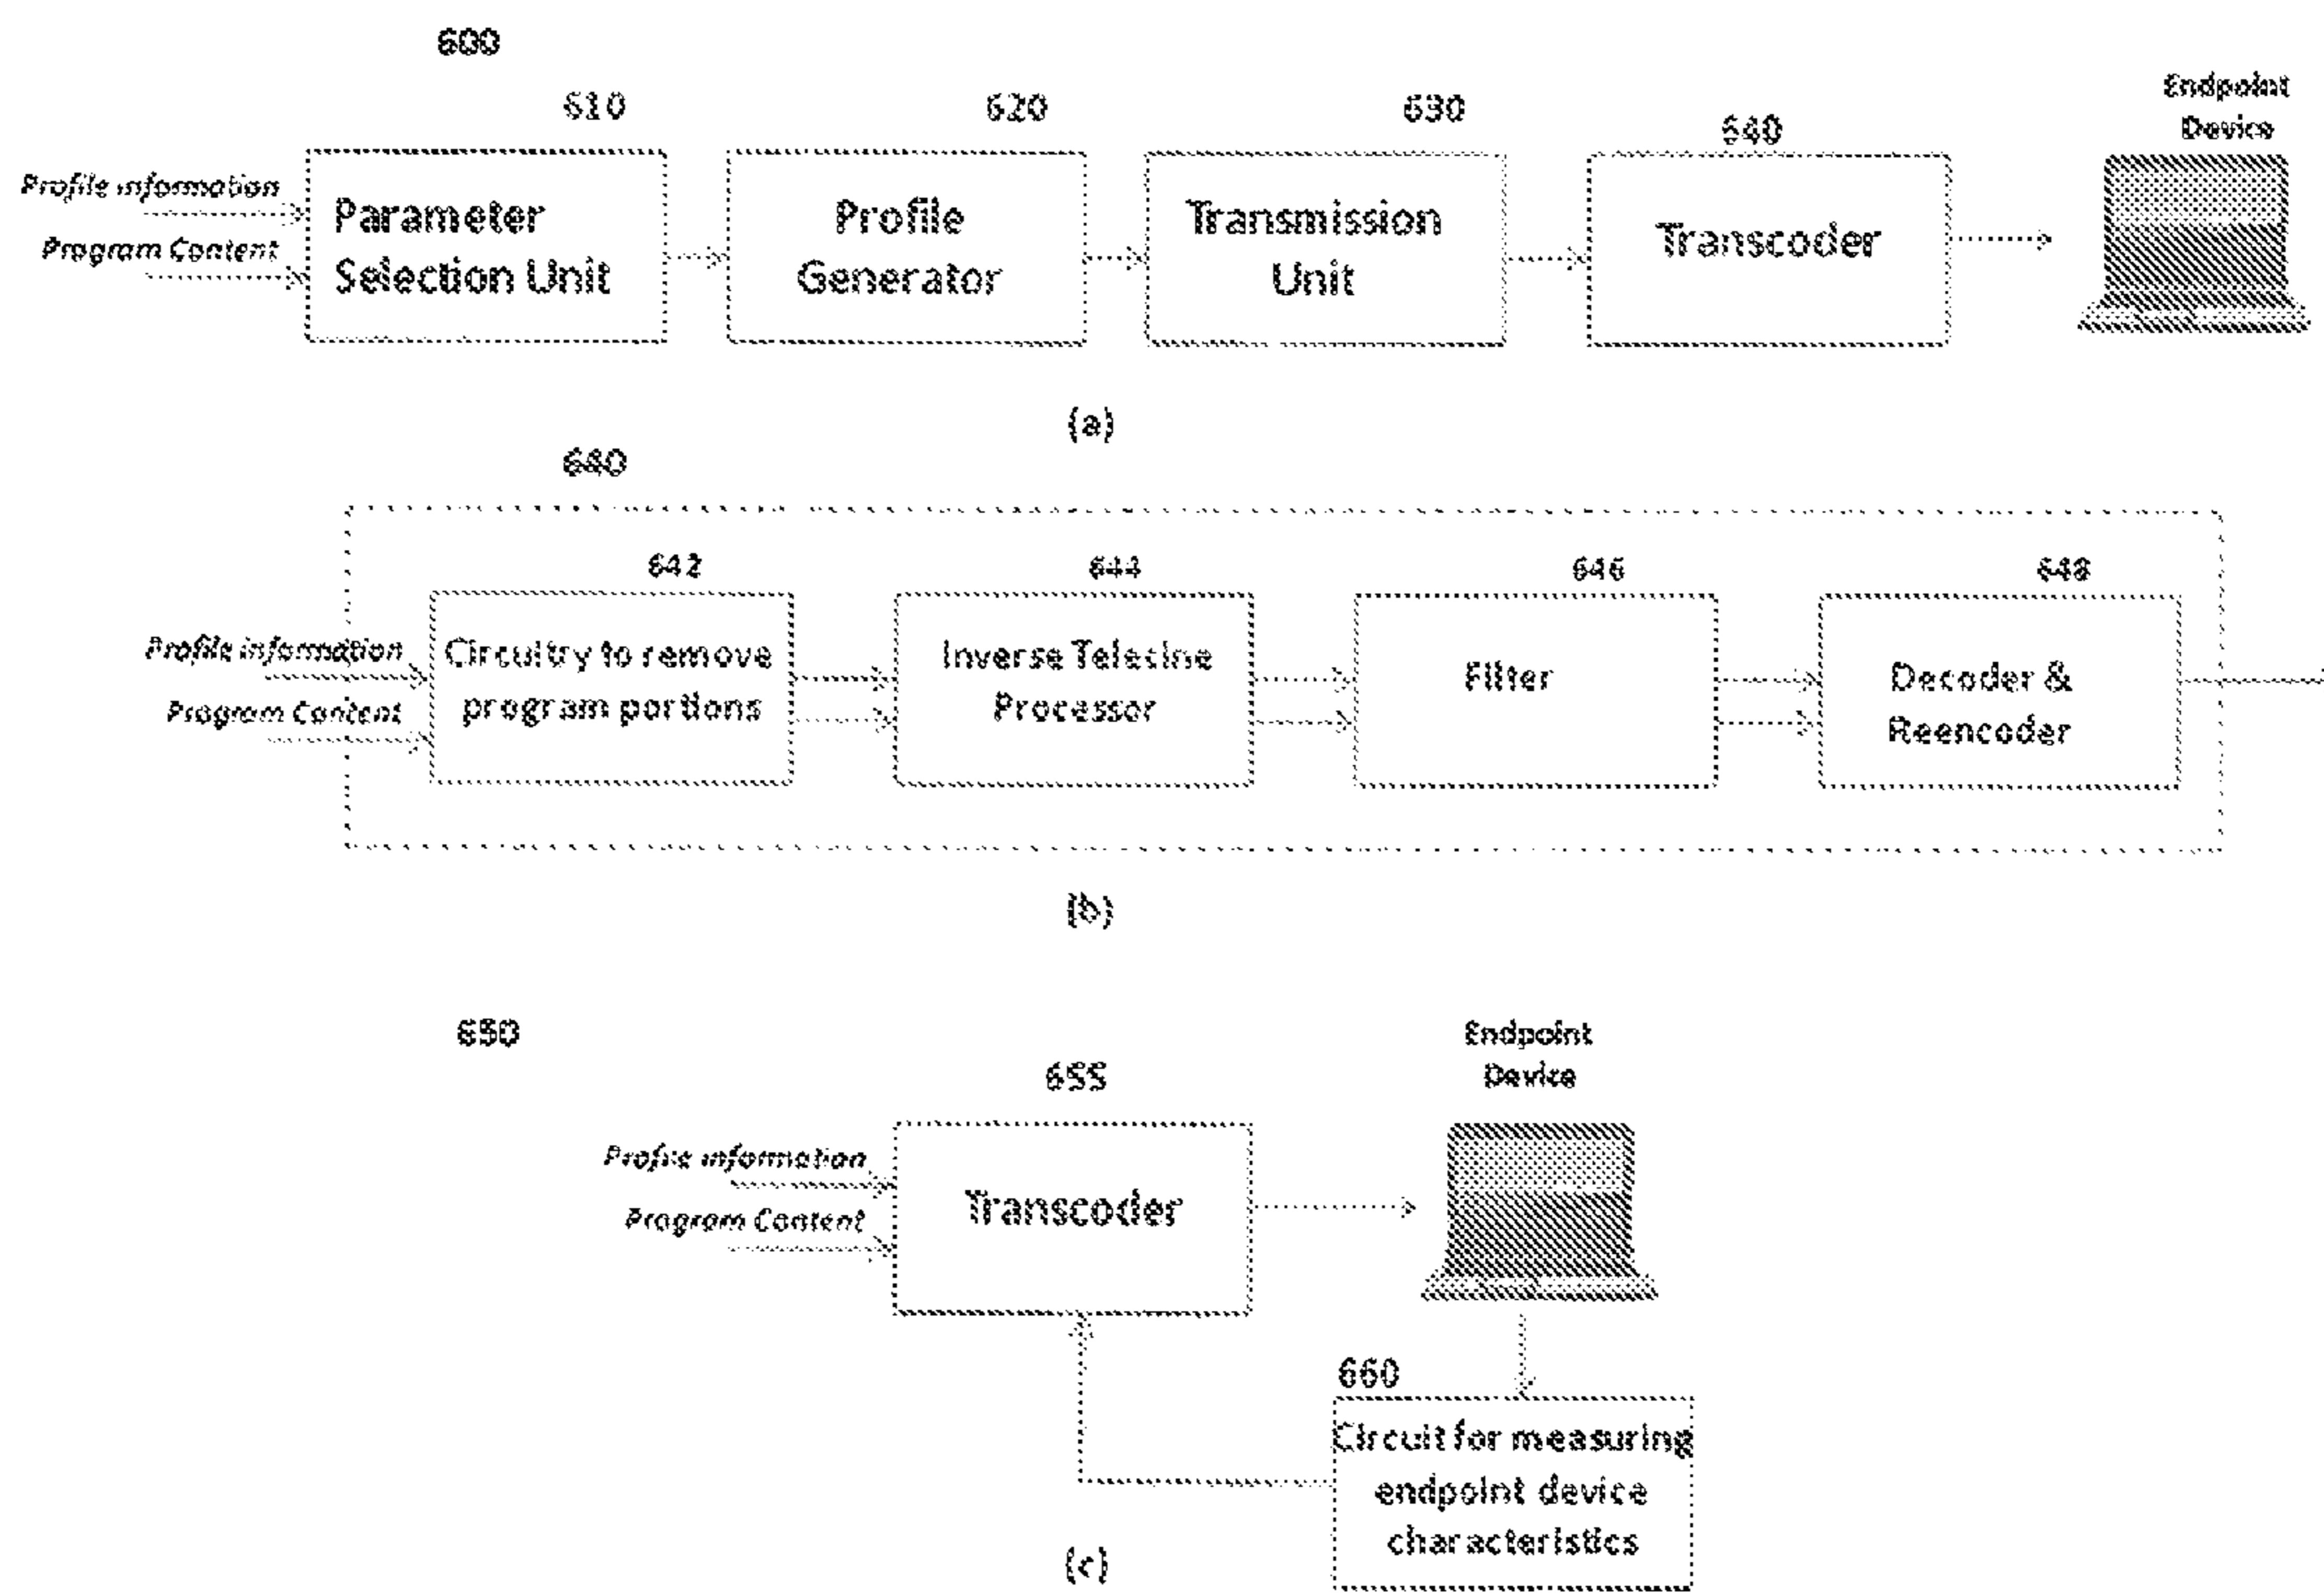 600
610
620
630
640
Endpoint
Device
Profile information
Program Content
Parameter
Selection Unit
Profile
Generator
Transmission
Unit
Transcoder
(a)
640
642
644
646
648
Profile information
Program Content
Circuitry to remove
program portions
Inverse Telecine
Processor
Filter
Decoder &
Reencoder
(b)
650
655
Endpoint
Device
Profile information
Program Content
Transcoder
660
Circuit for measuring
endpoint device
characteristics
(c)